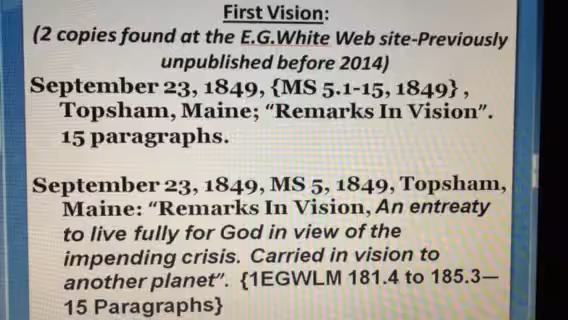 First Vision:
(2 copies found at the E.G.White Web site-Previously
unpublished before 2014)
September 23, 1849, {MS 5.1-15, 1849} ,
Topsham, Maine; “Remarks In Vision”.
15 paragraphs.
September 23, 1849, MS 5, 1849, Topsham,
Maine: “Remarks In Vision, An entreaty
to live fully for God in view of the
impending crisis. Carried in vision to
another planet”. {1EGWLM 181.4 to 185.3—
15 Paragraphs}